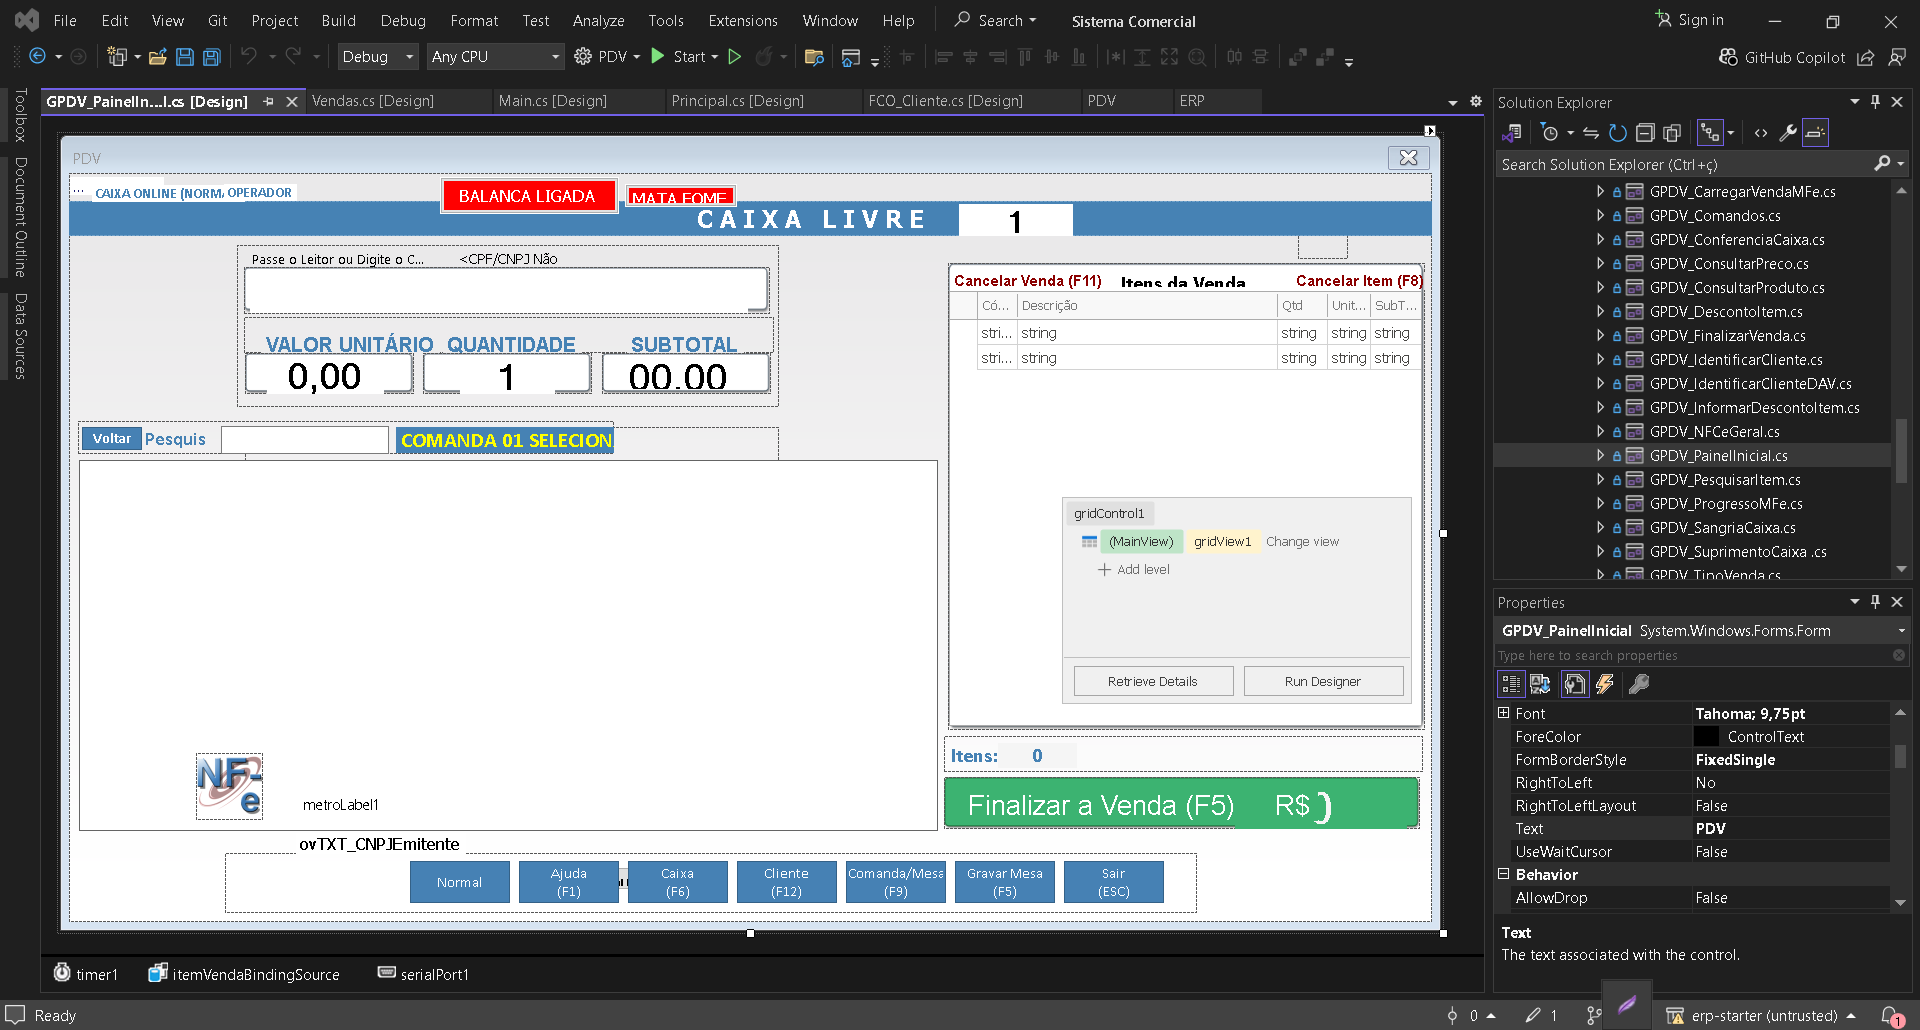 File Edit View Git Project Build Debug Format Test Analyze Tools Extensions Window Help Search Sistema Comercial Sign in
Debug Any CPU PDV Start GitHub Copilot
GPDV_PainelIn...l.cs [Design] Vendas.cs [Design] Main.cs [Design] Principal.cs [Design] FCO_Cliente.cs [Design] PDV ERP
Toolbox
Document Outline
Data Sources
PDV
... CAIXA ONLINE (NORM OPERADOR
BALANCA LIGADA
MATA FOME
CAIXA LIVRE 1
Passe o Leitor ou Digite o C... <CPF/CNPJ Não
VALOR UNITÁRIO QUANTIDADE SUBTOTAL
0,00 1 00.00
Voltar Pesquis COMANDA 01 SELECION
Cancelar Venda (F11) Itens da Venda Cancelar Item (F8)
Có... Descrição Qtd Unit... SubT...
stri... string string string string
stri... string string string string
gridControl1
(MainView) gridView1 Change view
Add level
Retrieve Details Run Designer
Itens: 0
Finalizar a Venda (F5) R$
NF-e
metroLabel1
ovTXT_CNPJEmitente
Normal
Ajuda (F1)
Caixa (F6)
Cliente (F12)
Comanda/Mesa (F9)
Gravar Mesa (F5)
Sair (ESC)
timer1 itemVendaBindingSource serialPort1
Solution Explorer
Search Solution Explorer (Ctrl+ç)
GPDV_CarregarVendaMFe.cs
GPDV_Comandos.cs
GPDV_ConferenciaCaixa.cs
GPDV_ConsultarPreco.cs
GPDV_ConsultarProduto.cs
GPDV_DescontoItem.cs
GPDV_FinalizarVenda.cs
GPDV_IdentificarCliente.cs
GPDV_IdentificarClienteDAV.cs
GPDV_InformarDescontoItem.cs
GPDV_NFCeGeral.cs
GPDV_PainelInicial.cs
GPDV_PesquisarItem.cs
GPDV_ProgressoMFe.cs
GPDV_SangriaCaixa.cs
GPDV_SuprimentoCaixa .cs
GPDV_TipoVenda.cs
Properties
GPDV_PainelInicial System.Windows.Forms.Form
Type here to search properties
Font Tahoma; 9,75pt
ForeColor ControlText
FormBorderStyle FixedSingle
RightToLeft No
RightToLeftLayout False
Text PDV
UseWaitCursor False
Behavior
AllowDrop False
Text
The text associated with the control.
Ready 0 1 erp-starter (untrusted) 1